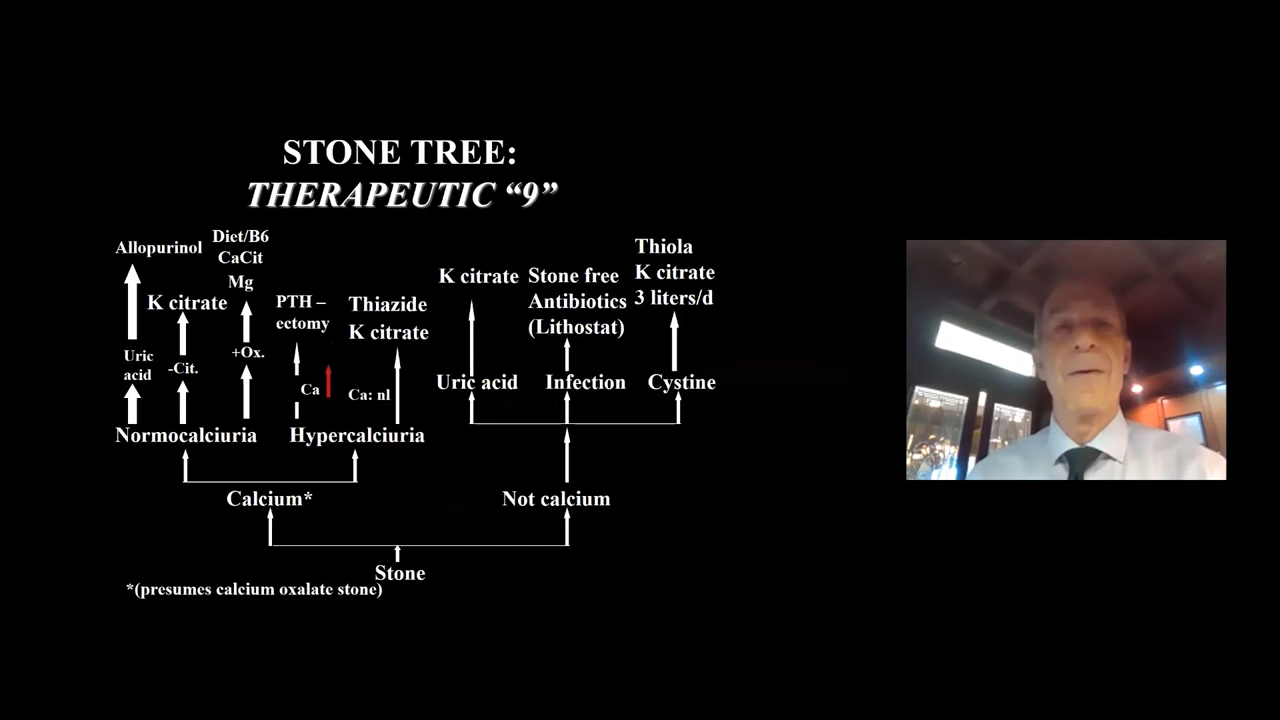 STONE TREE:
THERAPEUTIC “9”
Allopurinol
Diet/B6
CaCit
Mg
K citrate
PTH –
ectomy
Thiazide
K citrate
K citrate
Stone free
Antibiotics
(Lithostat)
Thiola
K citrate
3 liters/d
Uric
acid
-Cit.
+Ox.
Ca
Ca: nl
Uric acid
Infection
Cystine
Normocalciuria
Hypercalciuria
Calcium*
Not calcium
Stone
*(presumes calcium oxalate stone)